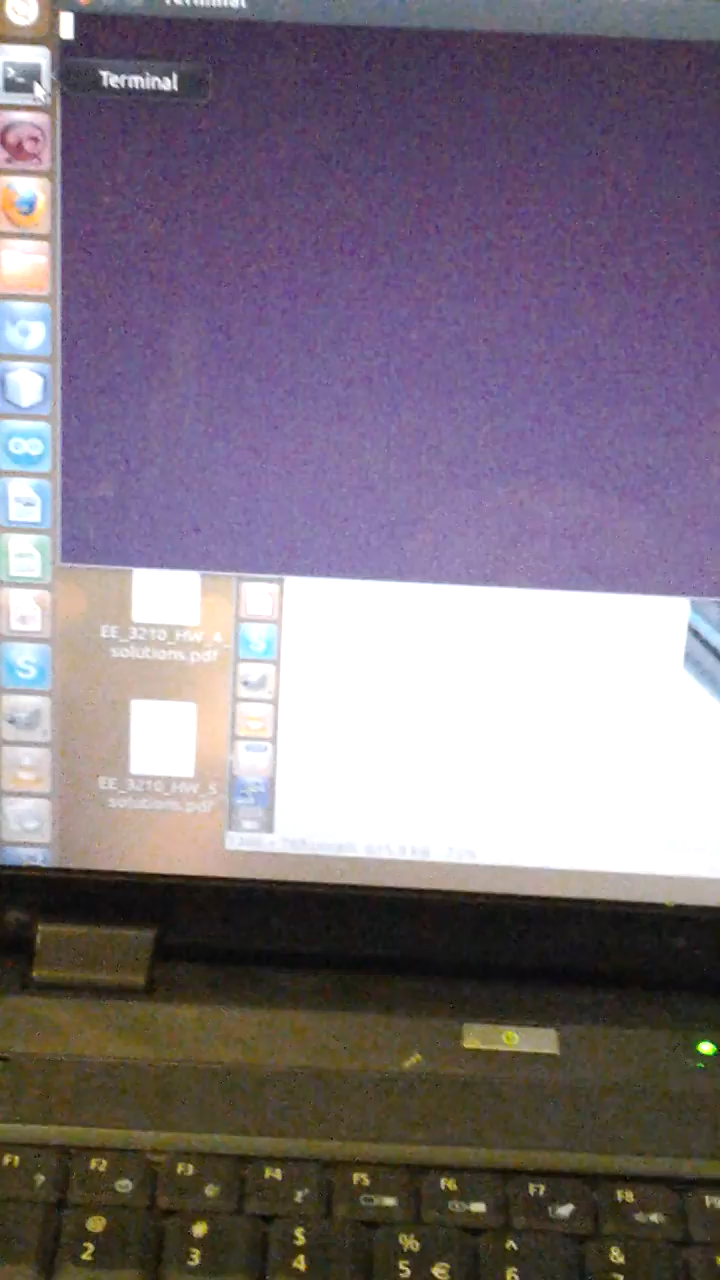 Terminal
Terminal
EE_3210_HW_4_
solutions.pdf
EE_3210_HW_5_
solutions.pdf
F1 F2 F3 F4 F5 F6 F7 F8
? @ # $ % ^ &
2 3 4 5 € 6